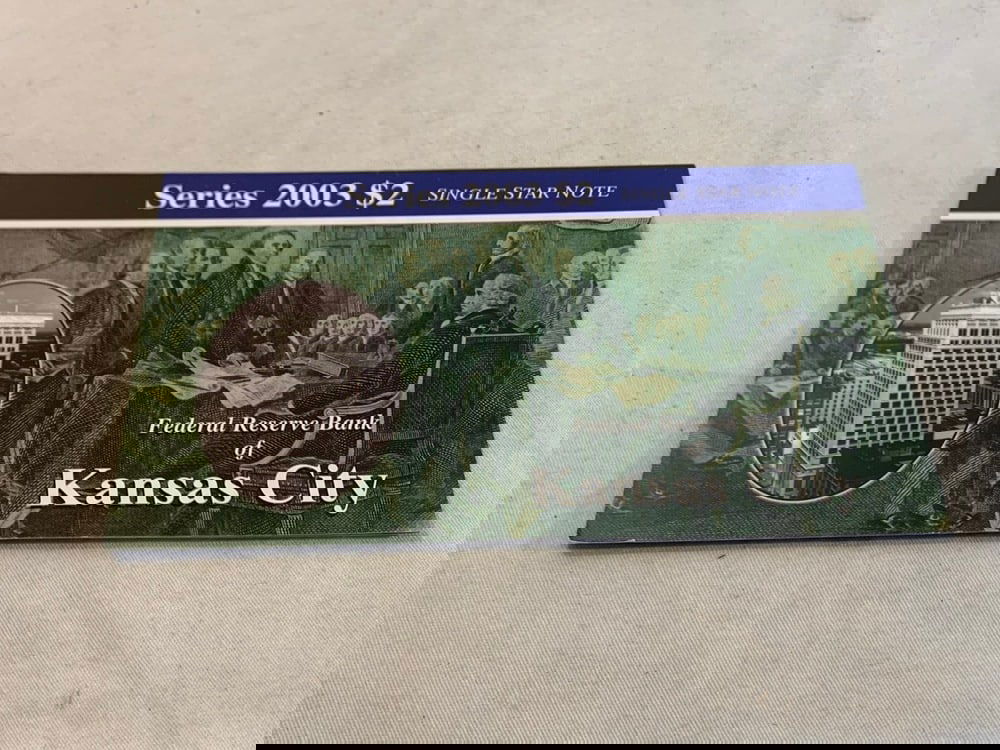 Series 2003 $2 SINGLE STAR NOTE
Federal Reserve Bank
of
Kansas City